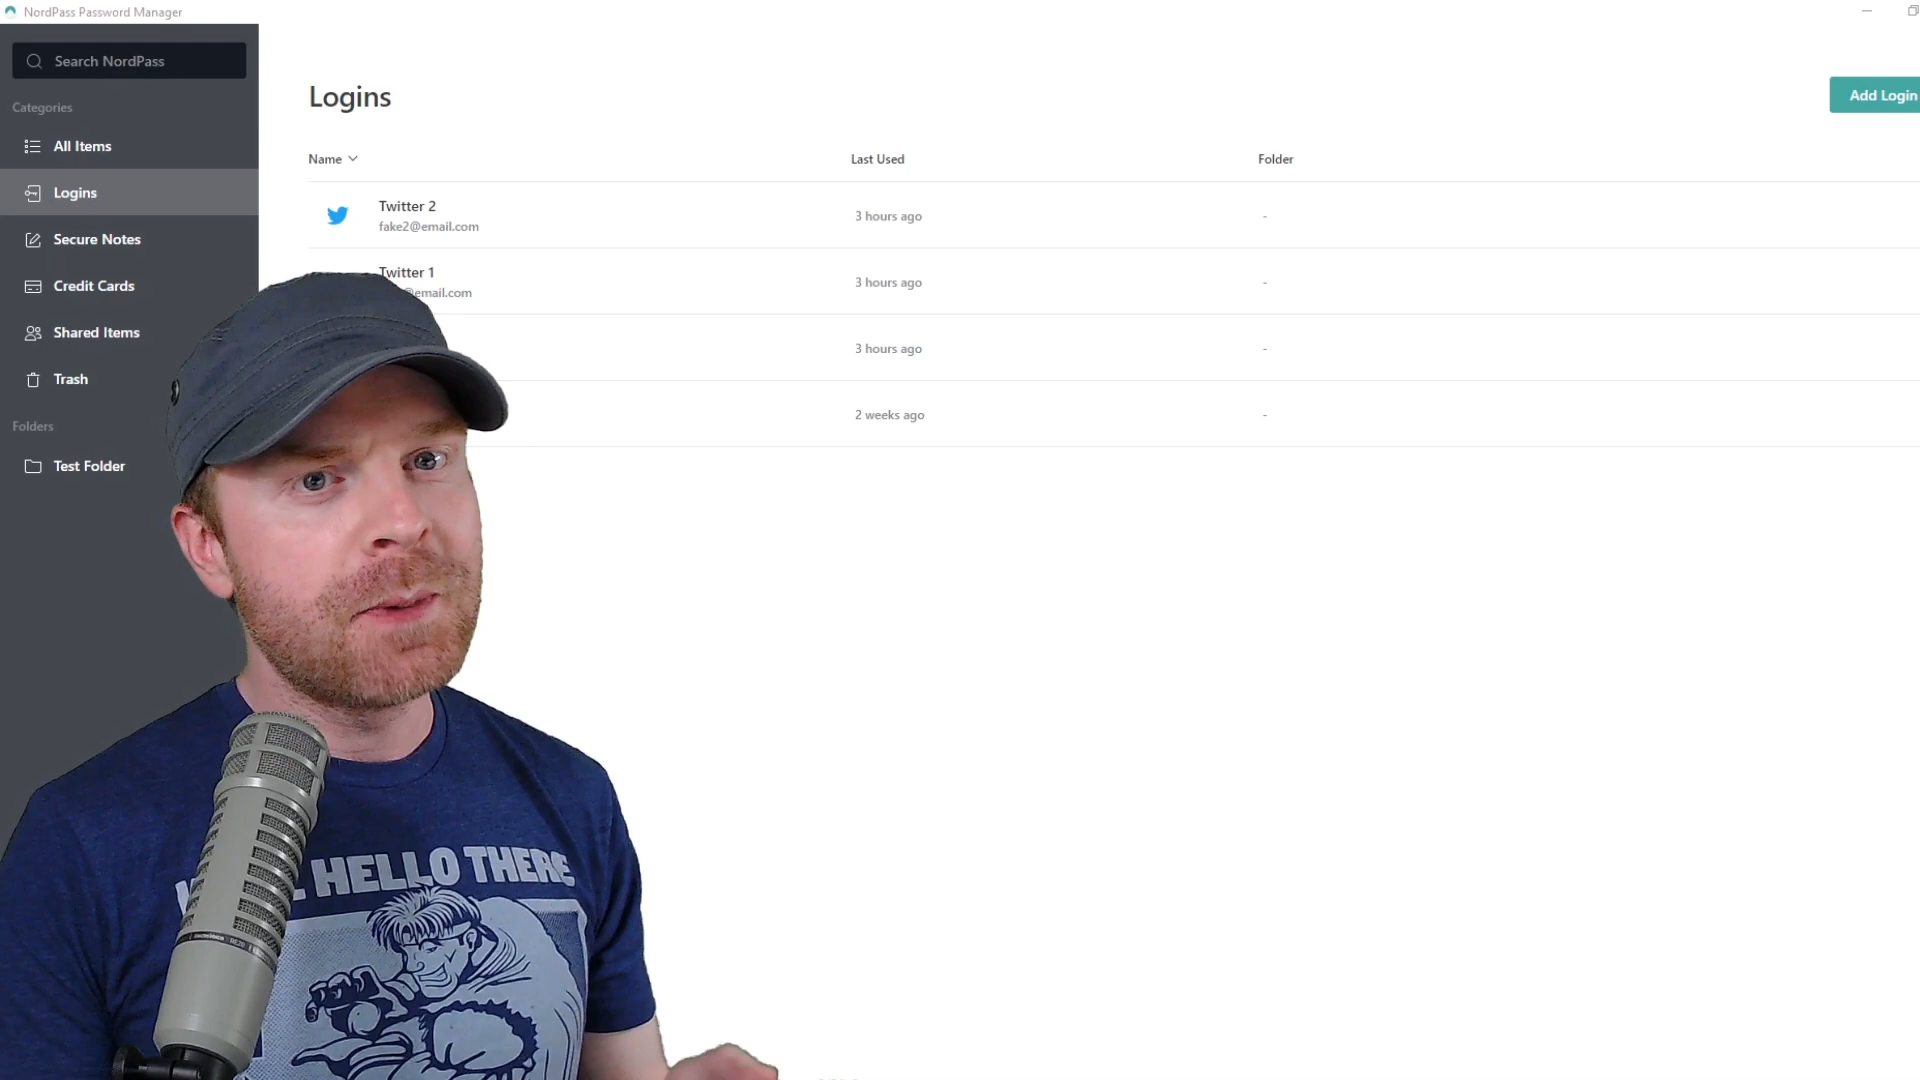 NordPass Password Manager
Search NordPass
Categories
All Items
Logins
Secure Notes
Credit Cards
Shared Items
Trash
Folders
Test Folder
Logins
Add Login
Name
Last Used
Folder
Twitter 2
fake2@email.com
3 hours ago
-
Twitter 1
@email.com
3 hours ago
-
3 hours ago
-
2 weeks ago
-
HELLO THERE